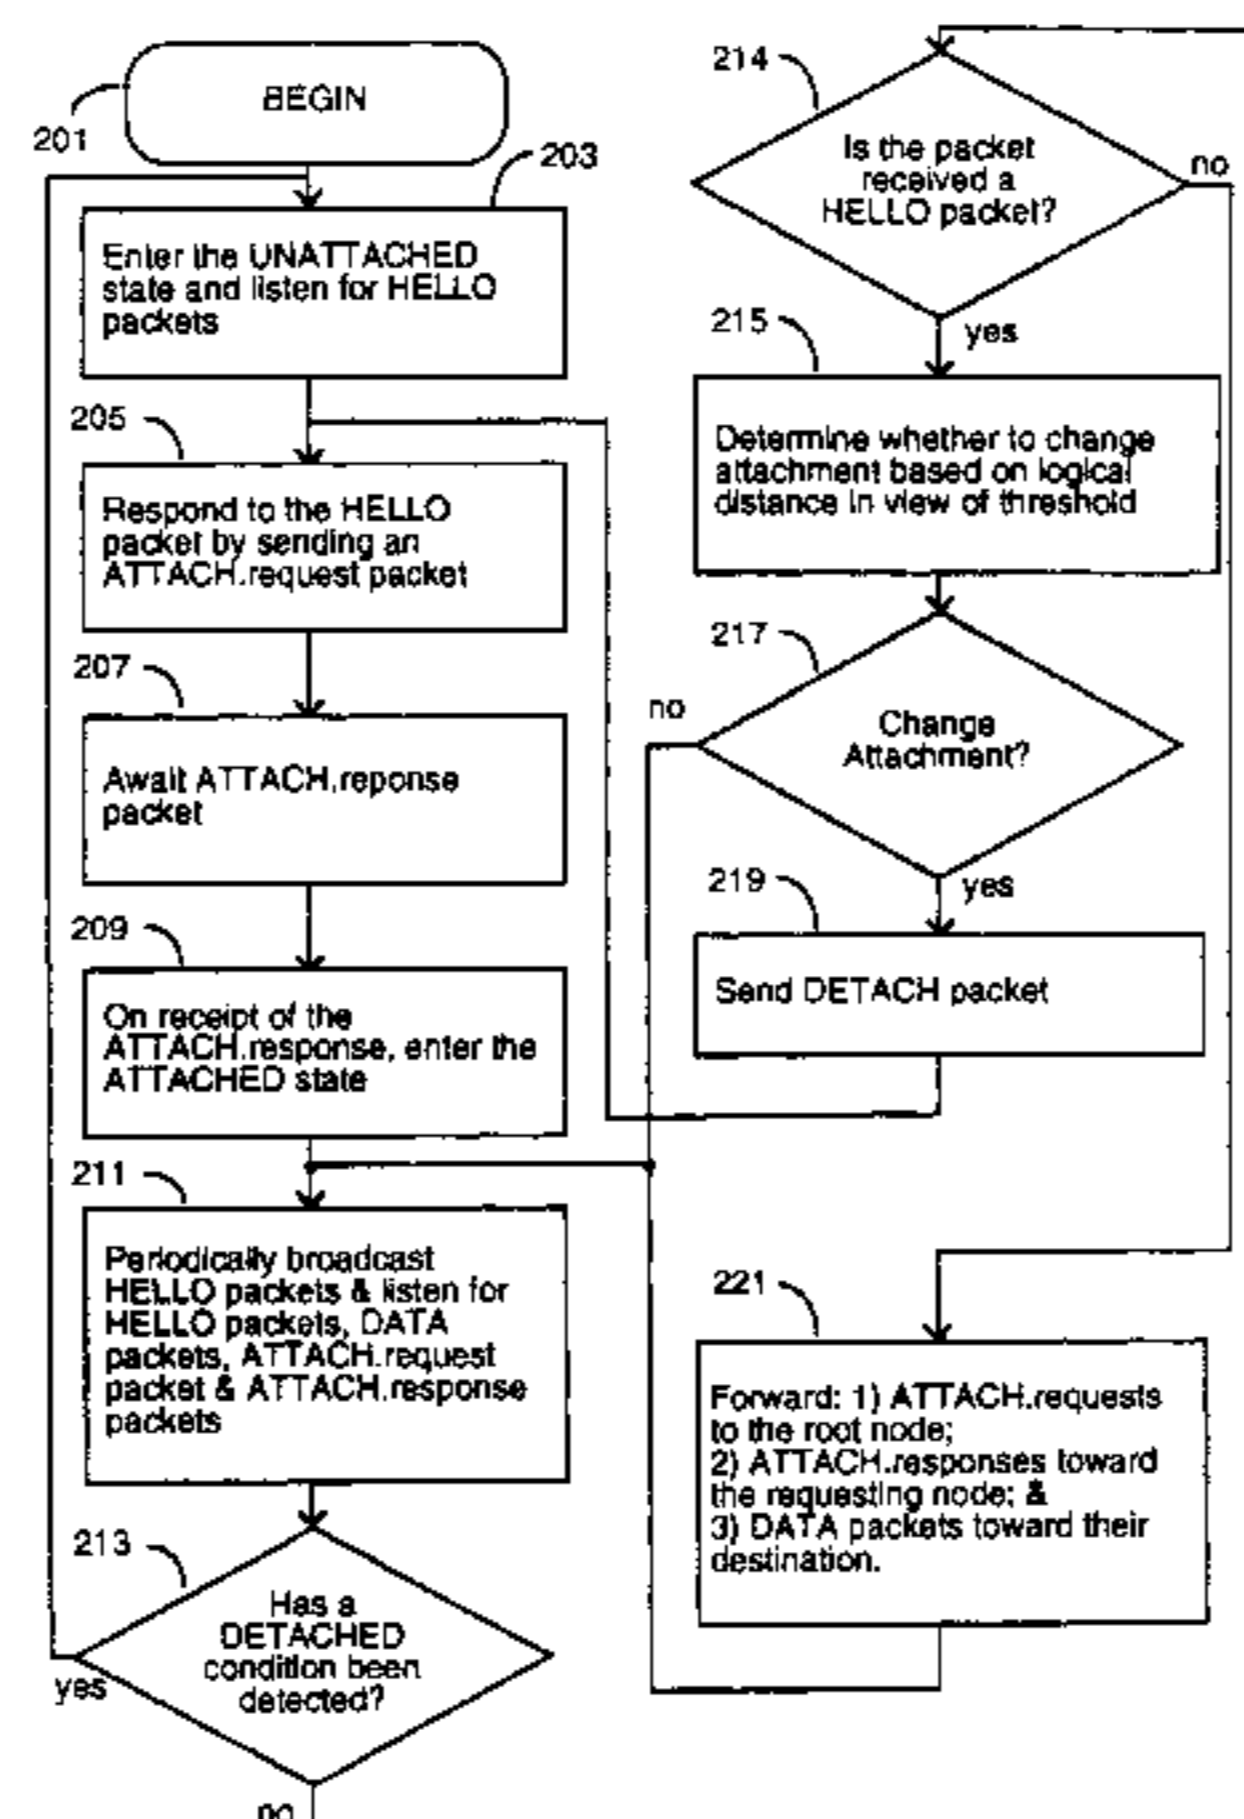 201
BEGIN
203
Enter the UNATTACHED
state and listen for HELLO
packets
205
Respond to the HELLO
packet by sending an
ATTACH.request packet
207
Await ATTACH.reponse
packet
209
On receipt of the
ATTACH.response, enter the
ATTACHED state
211
Periodically broadcast
HELLO packets & listen for
HELLO packets, DATA
packets, ATTACH.request
packet & ATTACH.response
packets
213
Has a
DETACHED
condition been
detected?
yes
no
214
Is the packet
received a
HELLO packet?
no
yes
215
Determine whether to change
attachment based on logical
distance in view of threshold
217
no
Change
Attachment?
yes
219
Send DETACH packet
221
Forward: 1) ATTACH.requests
to the root node;
2) ATTACH.responses toward
the requesting node; &
3) DATA packets toward their
destination.